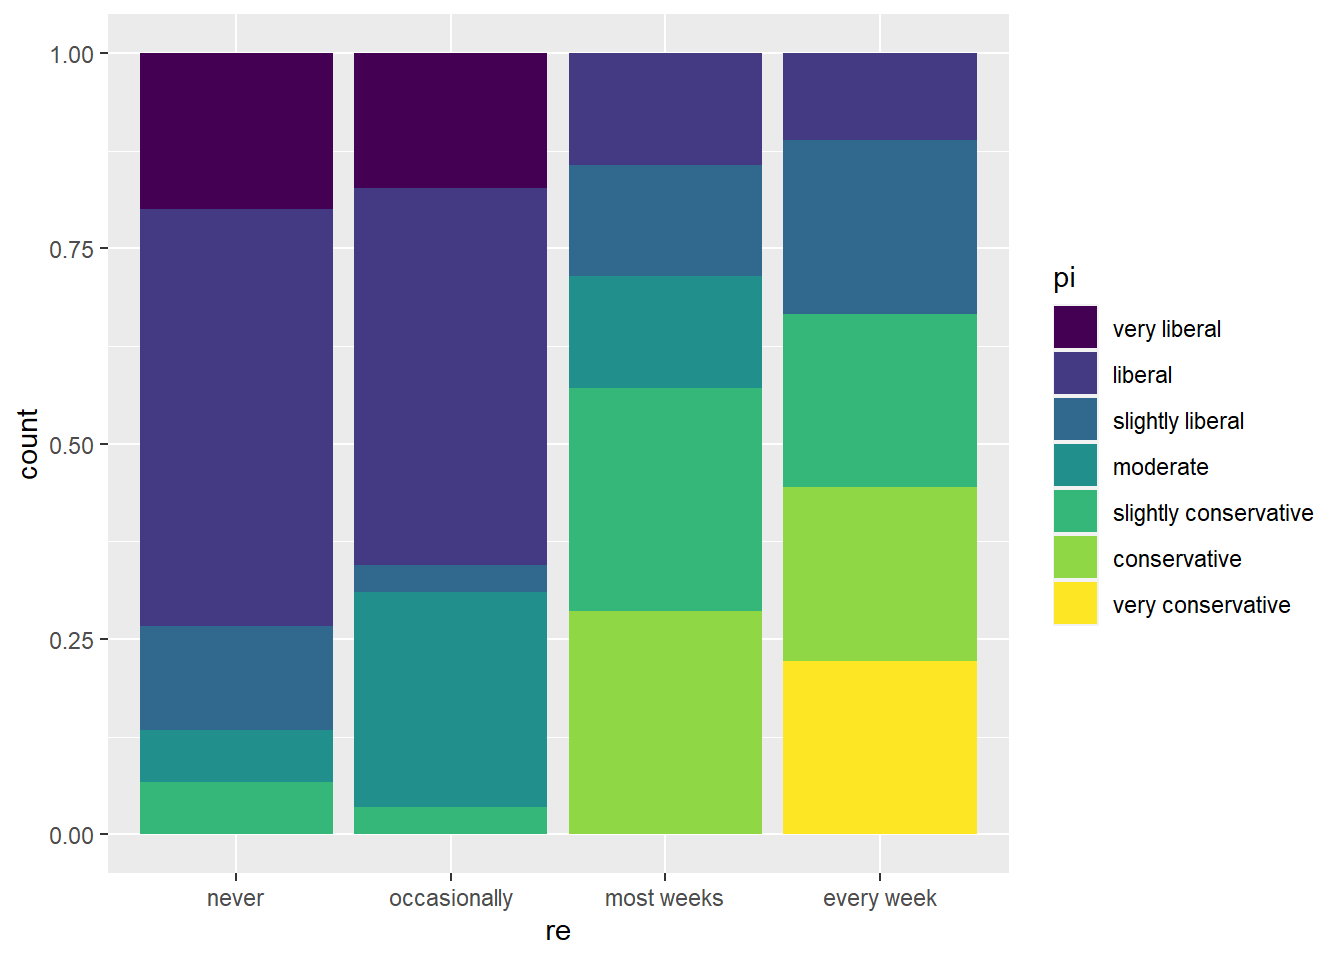 1.00
0.75
0.50
0.25
0.00
count
never occasionally most weeks every week
re
pi
very liberal
liberal
slightly liberal
moderate
slightly conservative
conservative
very conservative